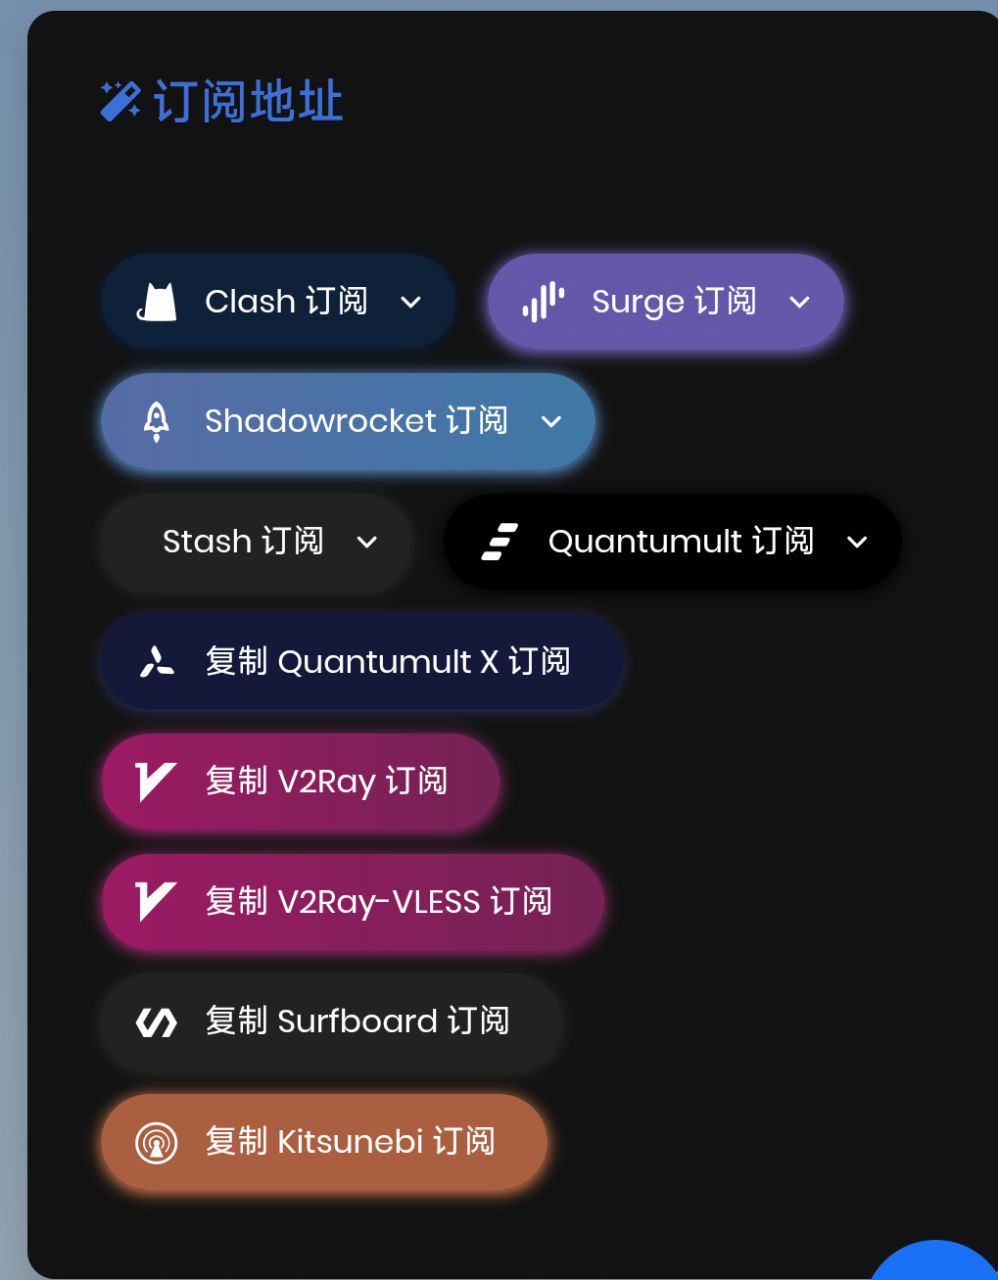 订阅地址
Clash 订阅
Surge 订阅
Shadowrocket 订阅
Stash 订阅
Quantumult 订阅
复制 Quantumult X 订阅
复制 V2Ray 订阅
复制 V2Ray-VLESS 订阅
复制 Surfboard 订阅
复制 Kitsunebi 订阅